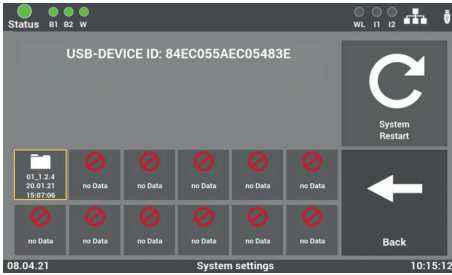 Status B1 B2 W WL I1 I2
USB-DEVICE ID: 84EC055AEC05483E
System
Restart
01_1.2.4
20.01.21
15:07:06
no Data no Data no Data no Data no Data
no Data no Data no Data no Data no Data no Data
Back
08.04.21 System settings 10:15:12